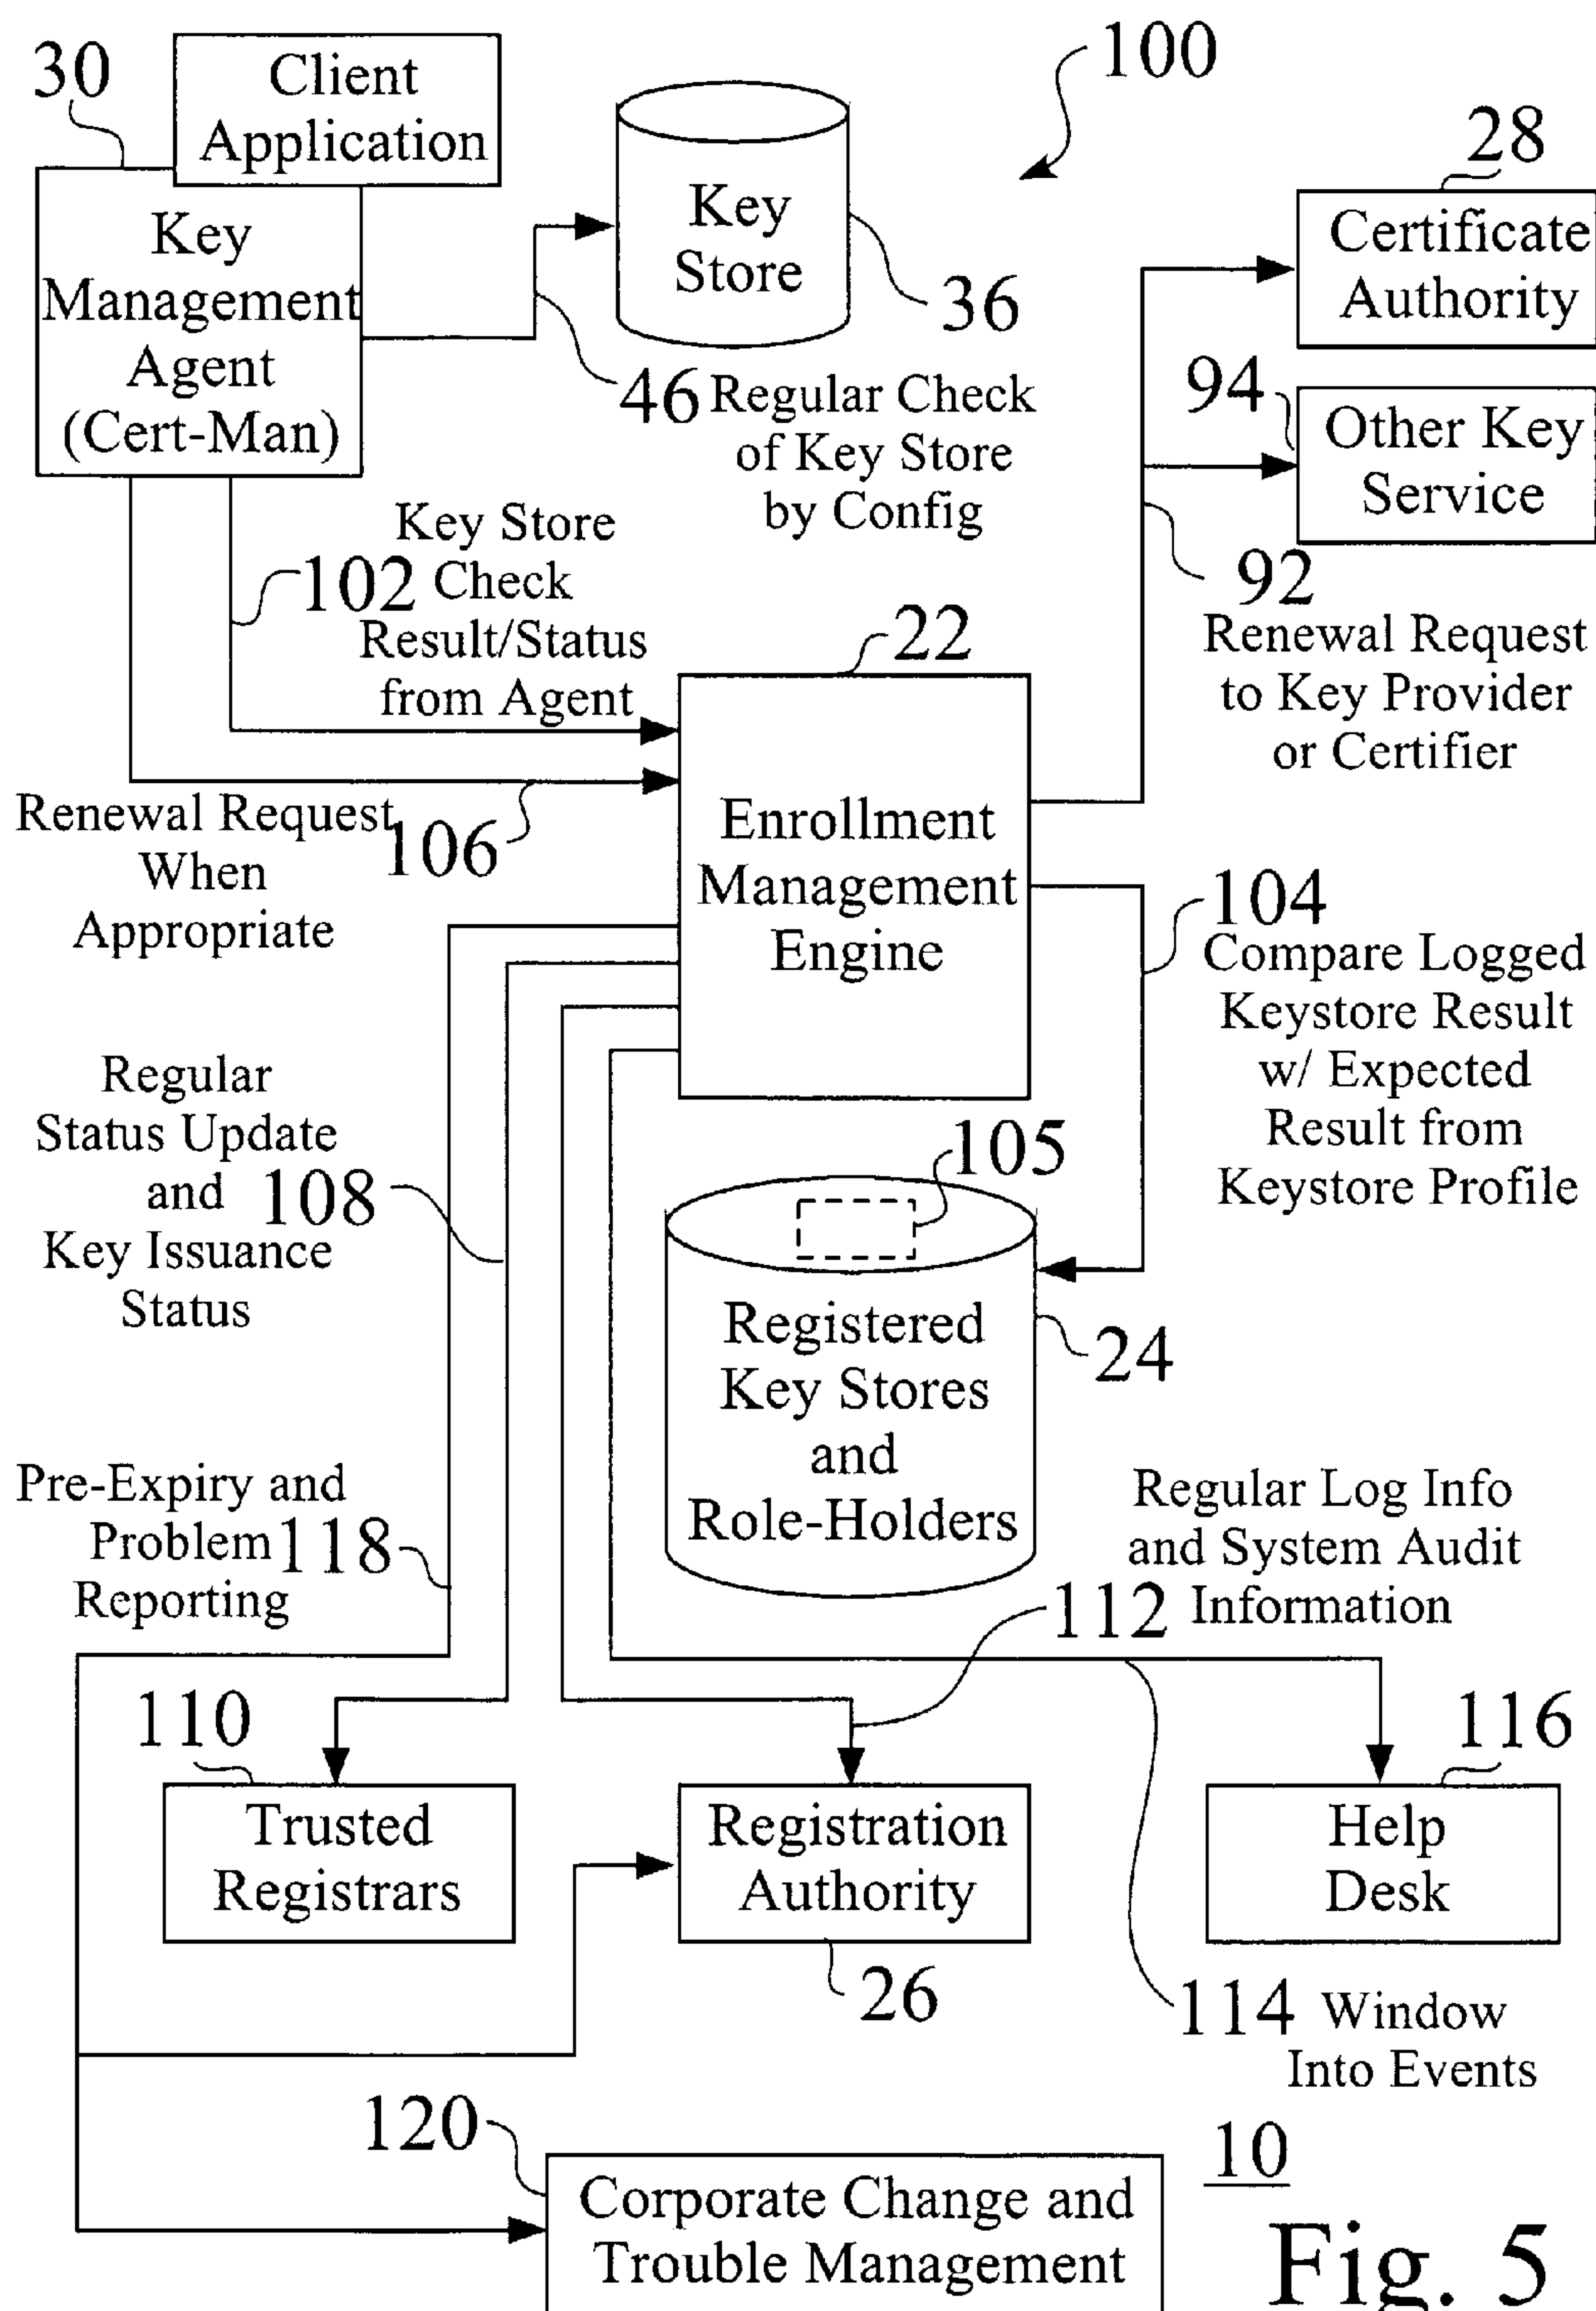 100
30
Client
Application
28
Key
Management
Agent
(Cert-Man)
Key
Store
36
Certificate
Authority
46 Regular Check
of Key Store
by Config
94
Other Key
Service
Key Store
102 Check
Result/Status
from Agent
92
Renewal Request
to Key Provider
or Certifier
22
Renewal Request
When
Appropriate
106
Enrollment
Management
Engine
104
Compare Logged
Keystore Result
w/ Expected
Result from
Keystore Profile
Regular
Status Update
and 108
Key Issuance
Status
105
Registered
Key Stores
and
Role-Holders
24
Pre-Expiry and
Problem 118
Reporting
Regular Log Info
and System Audit
112 Information
110
Trusted
Registrars
Registration
Authority
26
116
Help
Desk
114 Window
Into Events
120
Corporate Change and
Trouble Management
10
Fig. 5